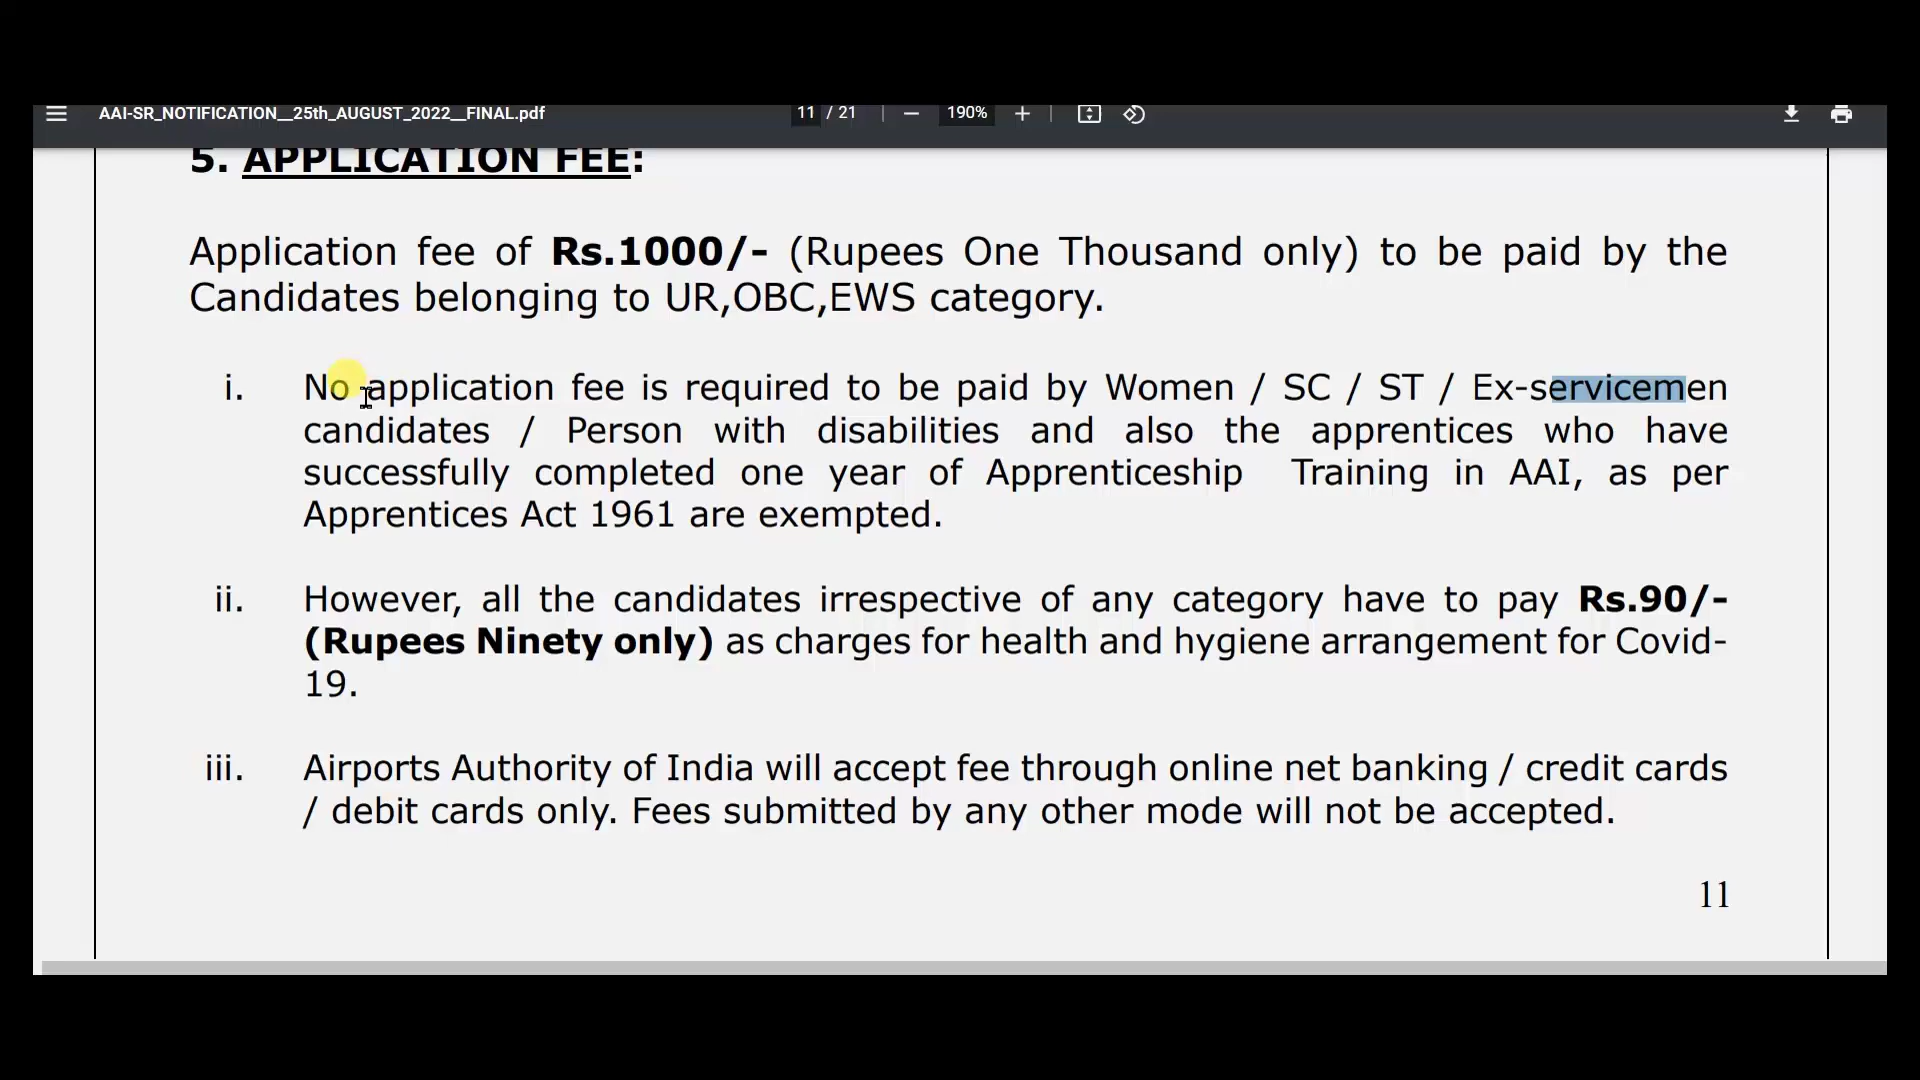 AAI-SR_NOTIFICATION__25th_AUGUST_2022__FINAL.pdf 11 / 21 190%
5. APPLICATION FEE:
Application fee of Rs.1000/- (Rupees One Thousand only) to be paid by the
Candidates belonging to UR,OBC,EWS category.
i. No application fee is required to be paid by Women / SC / ST / Ex-servicemen
candidates / Person with disabilities and also the apprentices who have
successfully completed one year of Apprenticeship Training in AAI, as per
Apprentices Act 1961 are exempted.
ii. However, all the candidates irrespective of any category have to pay Rs.90/-
(Rupees Ninety only) as charges for health and hygiene arrangement for Covid-
19.
iii. Airports Authority of India will accept fee through online net banking / credit cards
/ debit cards only. Fees submitted by any other mode will not be accepted.
11